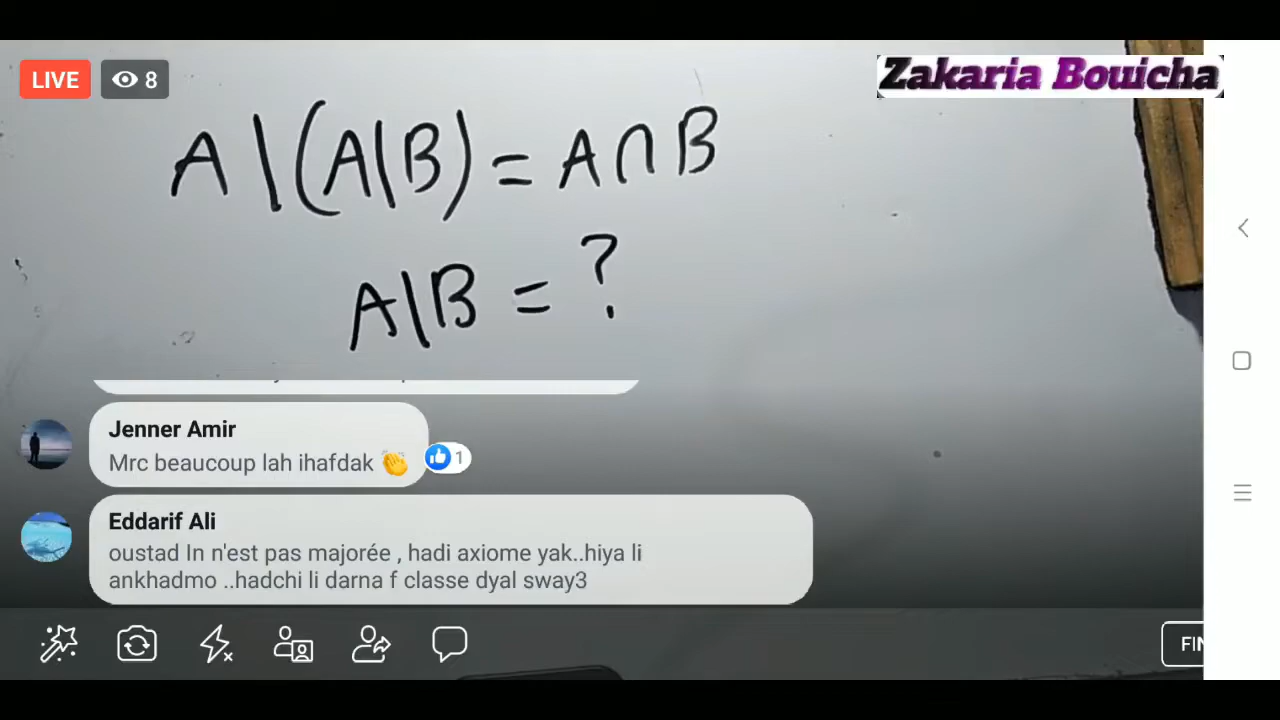 LIVE 8
Zakaria Bouicha
A \ (A\B) = A ∩ B
A\B = ?
Jenner Amir
Mrc beaucoup lah ihafdak 👏
1
Eddarif Ali
oustad In n'est pas majorée , hadi axiome yak..hiya li
ankhadmo ..hadchi li darna f classe dyal sway3
FIN